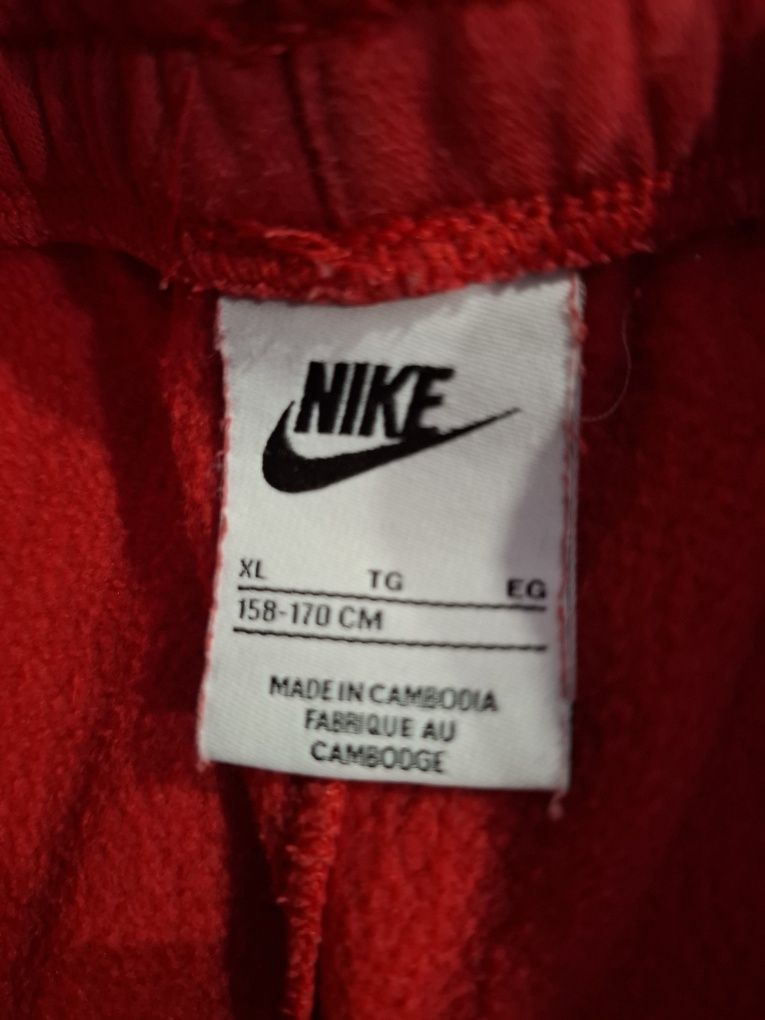 NIKE
XL TG EG
158-170 CM
MADE IN CAMBODIA
FABRIQUE AU
CAMBODGE